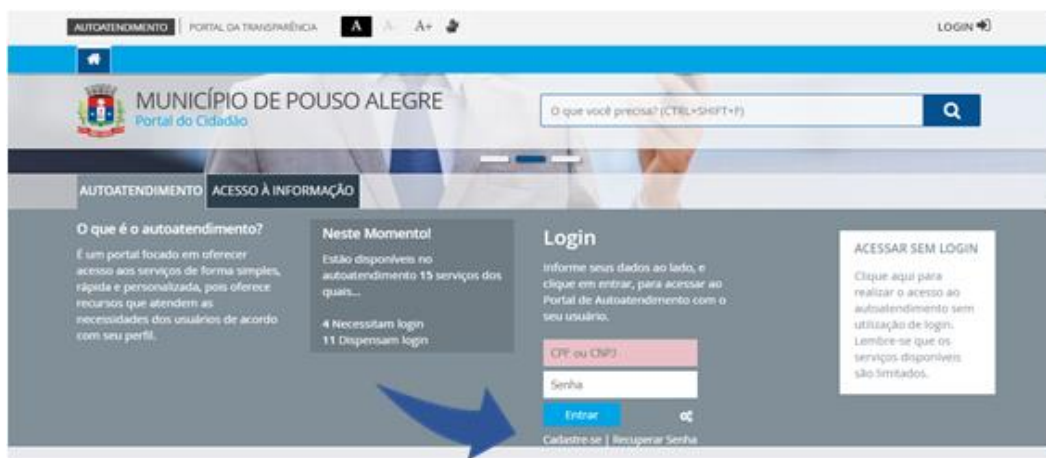 AUTOATENDIMENTO | PORTAL DA TRANSPARÊNCIA A A- A+ LOGIN
MUNICÍPIO DE POUSO ALEGRE
Portal do Cidadão
O que você precisa? (CTRL+SHIFT+F)
AUTOATENDIMENTO ACESSO À INFORMAÇÃO
O que é o autoatendimento?
É um portal focado em oferecer
acesso aos serviços de forma simples,
rápida e personalizada, pois oferece
recursos que atendem as
necessidades dos usuários de acordo
com seu perfil.
Neste Momento!
Estão disponíveis no
autoatendimento 15 serviços dos
quais...
4 Necessitam login
11 Dispensam login
Login
Informe seus dados ao lado, e
clique em entrar, para acessar ao
Portal de Autoatendimento com o
seu usuário.
CPF ou CNPJ
Senha
Entrar
Cadastre-se | Recuperar Senha
ACESSAR SEM LOGIN
Clique aqui para
realizar o acesso ao
autoatendimento sem
utilização de login.
Lembre-se que os
serviços disponíveis
são limitados.